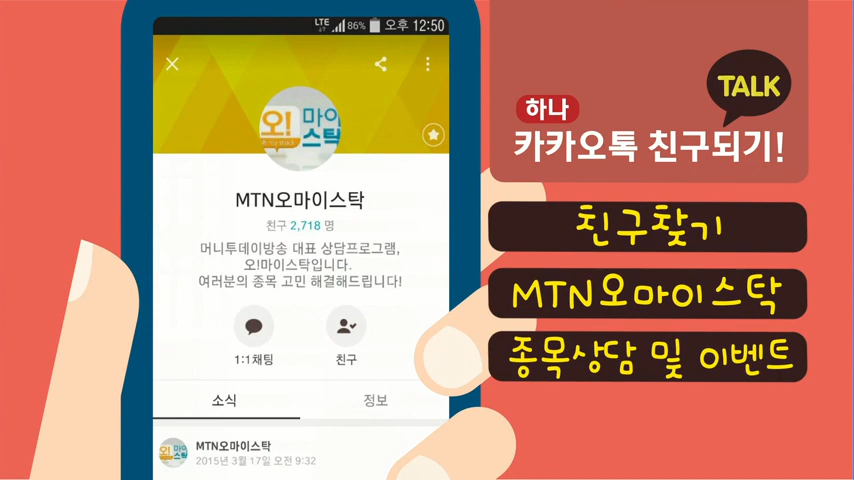 LTE 86% 오후 12:50
오! 마이
스탁
MTN오마이스탁
친구 2,718 명
머니투데이방송 대표 상담프로그램,
오!마이스탁입니다.
여러분의 종목 고민 해결해드립니다!
1:1채팅 친구
소식 정보
MTN오마이스탁
2015년 3월 17일 오전 9:32
TALK
하나
카카오톡 친구되기!
친구찾기
MTN오마이스탁
종목상담 및 이벤트